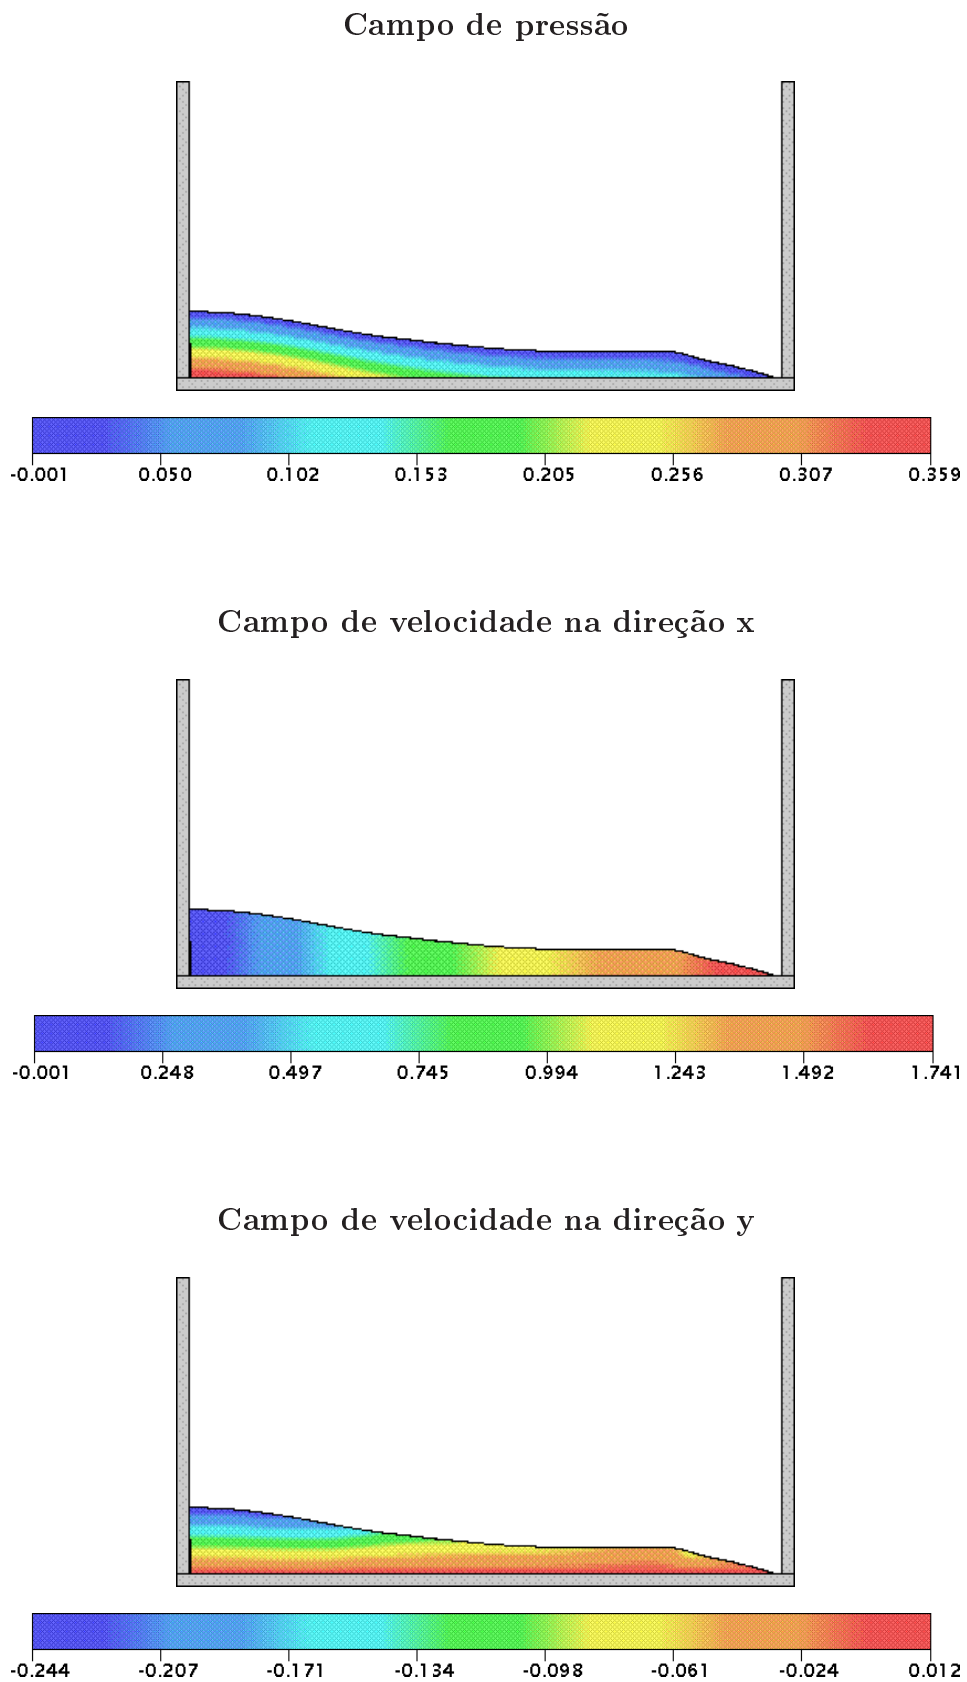 Campo de pressão
-0.001 0.050 0.102 0.153 0.205 0.256 0.307 0.359
Campo de velocidade na direção x
-0.001 0.248 0.497 0.745 0.994 1.243 1.492 1.741
Campo de velocidade na direção y
-0.244 -0.207 -0.171 -0.134 -0.098 -0.061 -0.024 0.012